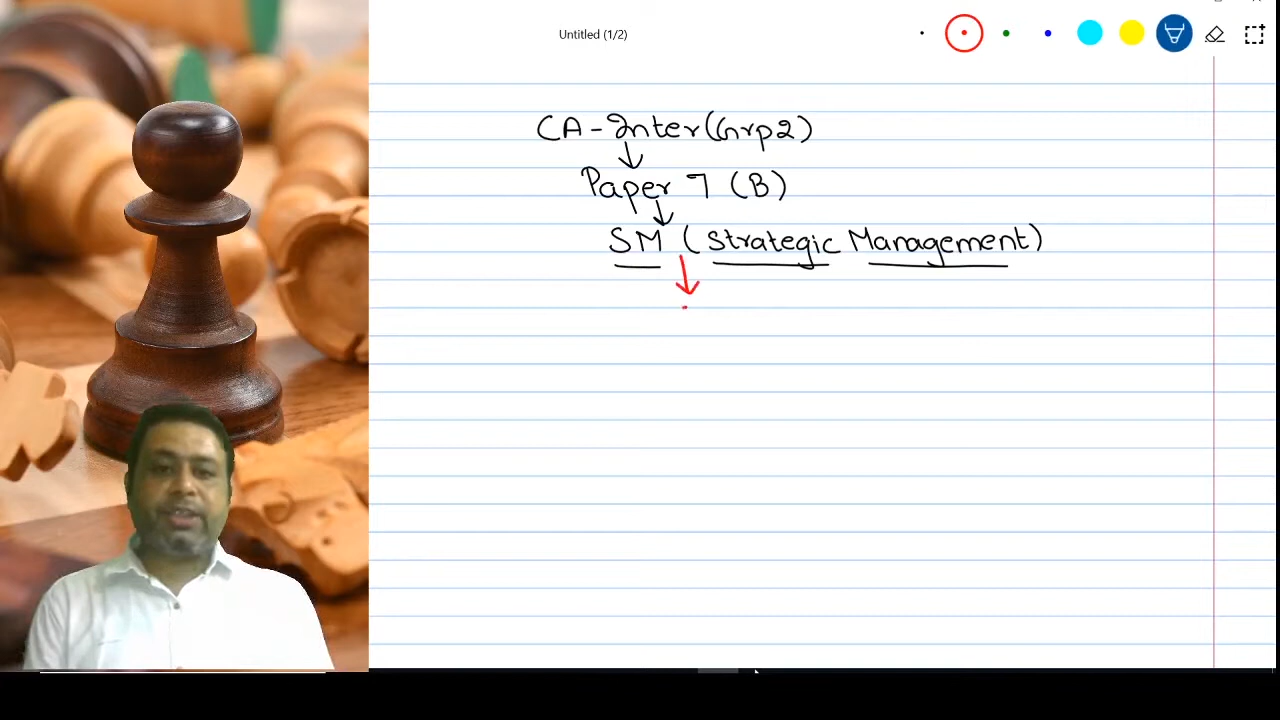 Untitled (1/2)
CA-Inter (Grp2)
Paper 7 (B)
SM (Strategic Management)